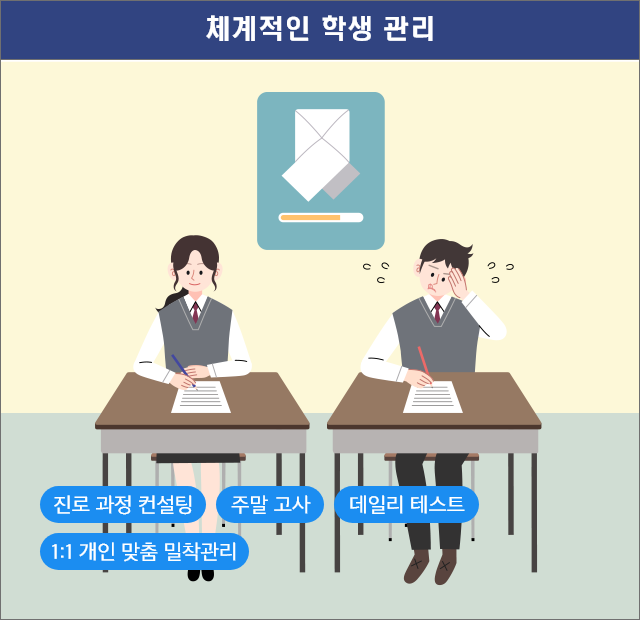 체계적인 학생 관리
진로 과정 컨설팅 주말 고사 데일리 테스트
1:1 개인 맞춤 밀착관리